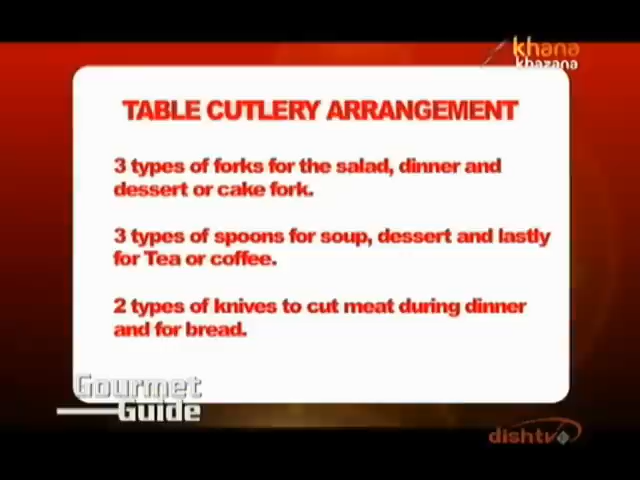 khana
khazana
TABLE CUTLERY ARRANGEMENT
3 types of forks for the salad, dinner and
dessert or cake fork.
3 types of spoons for soup, dessert and lastly
for Tea or coffee.
2 types of knives to cut meat during dinner
and for bread.
Gourmet
Guide
dishtv